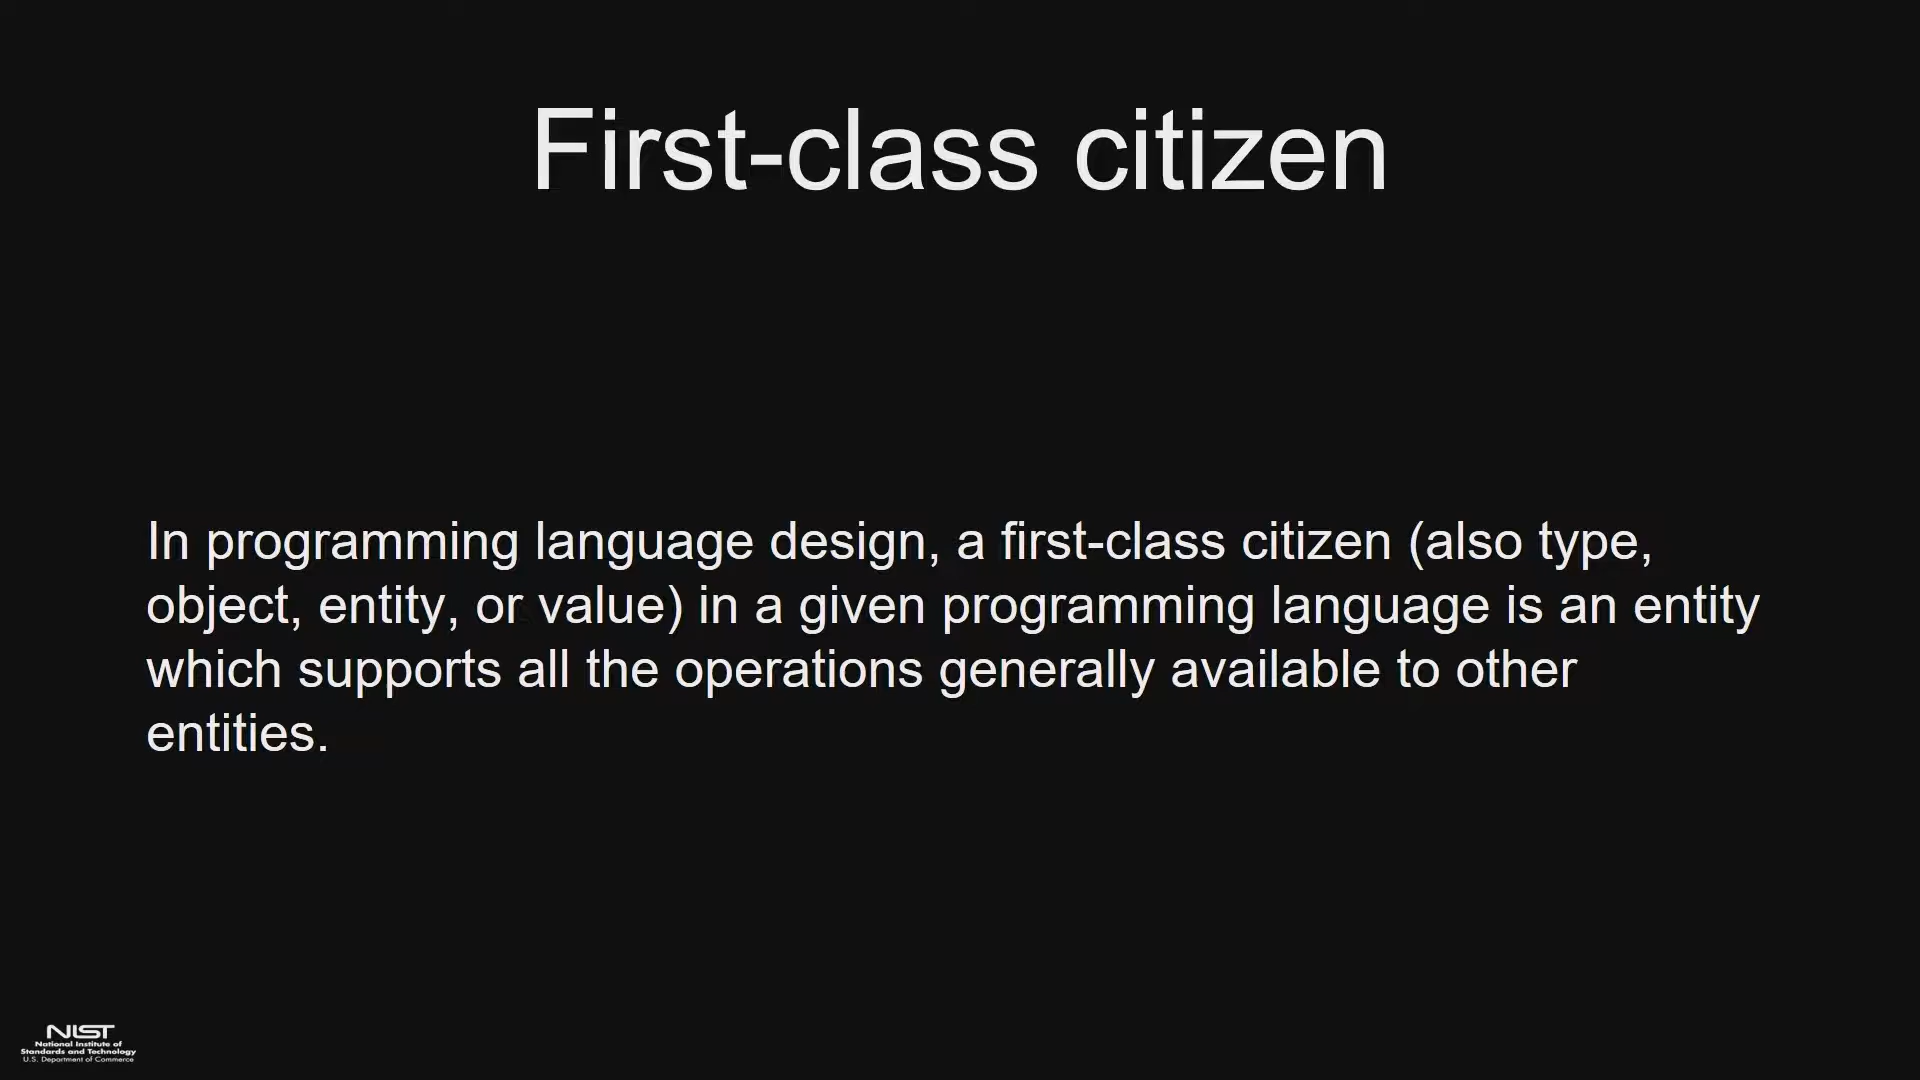 First-class citizen
In programming language design, a first-class citizen (also type,
object, entity, or value) in a given programming language is an entity
which supports all the operations generally available to other
entities.
NIST
National Institute of
Standards and Technology
U.S. Department of Commerce